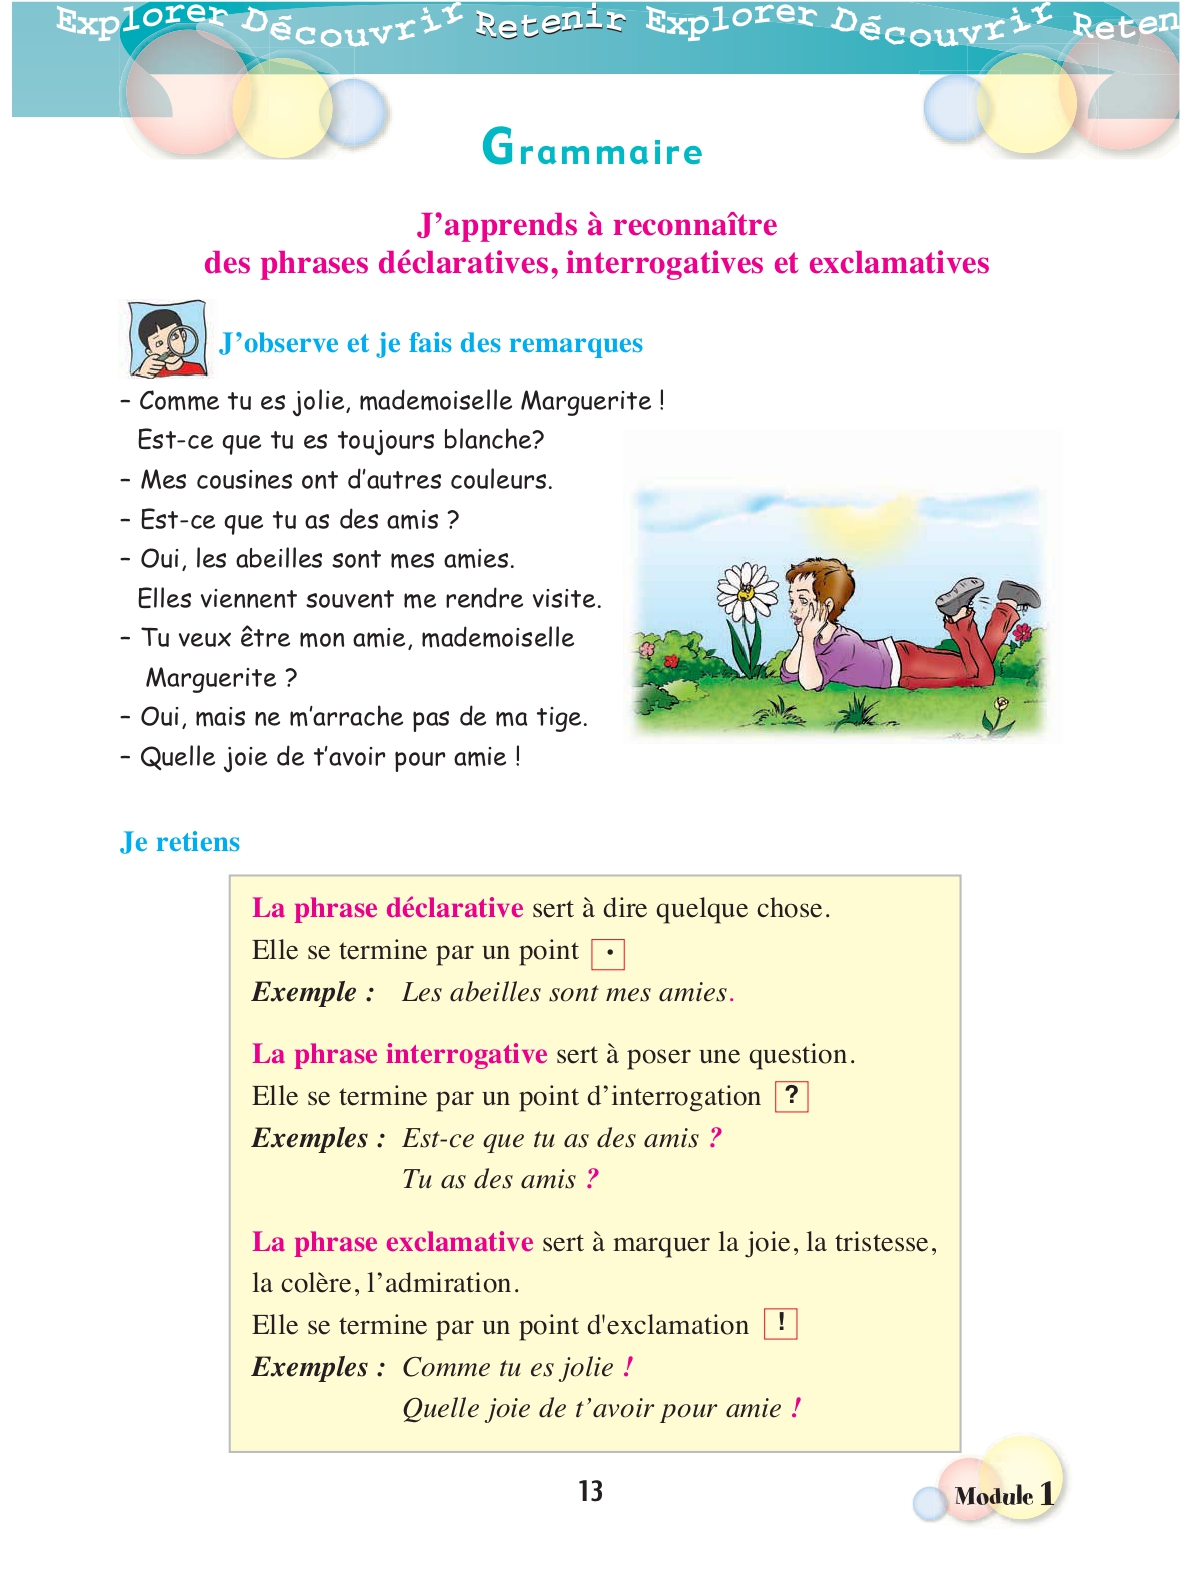 Explorer Découvrir Retenir Explorer Découvrir Reten
Grammaire
J’apprends à reconnaître
des phrases déclaratives, interrogatives et exclamatives
J’observe et je fais des remarques
– Comme tu es jolie, mademoiselle Marguerite !
Est-ce que tu es toujours blanche?
– Mes cousines ont d’autres couleurs.
– Est-ce que tu as des amis ?
– Oui, les abeilles sont mes amies.
Elles viennent souvent me rendre visite.
– Tu veux être mon amie, mademoiselle
Marguerite ?
– Oui, mais ne m’arrache pas de ma tige.
– Quelle joie de t’avoir pour amie !
Je retiens
La phrase déclarative sert à dire quelque chose.
Elle se termine par un point .
Exemple : Les abeilles sont mes amies.
La phrase interrogative sert à poser une question.
Elle se termine par un point d’interrogation ?
Exemples : Est-ce que tu as des amis ?
Tu as des amis ?
La phrase exclamative sert à marquer la joie, la tristesse,
la colère, l’admiration.
Elle se termine par un point d'exclamation !
Exemples : Comme tu es jolie !
Quelle joie de t’avoir pour amie !
13
Module 1